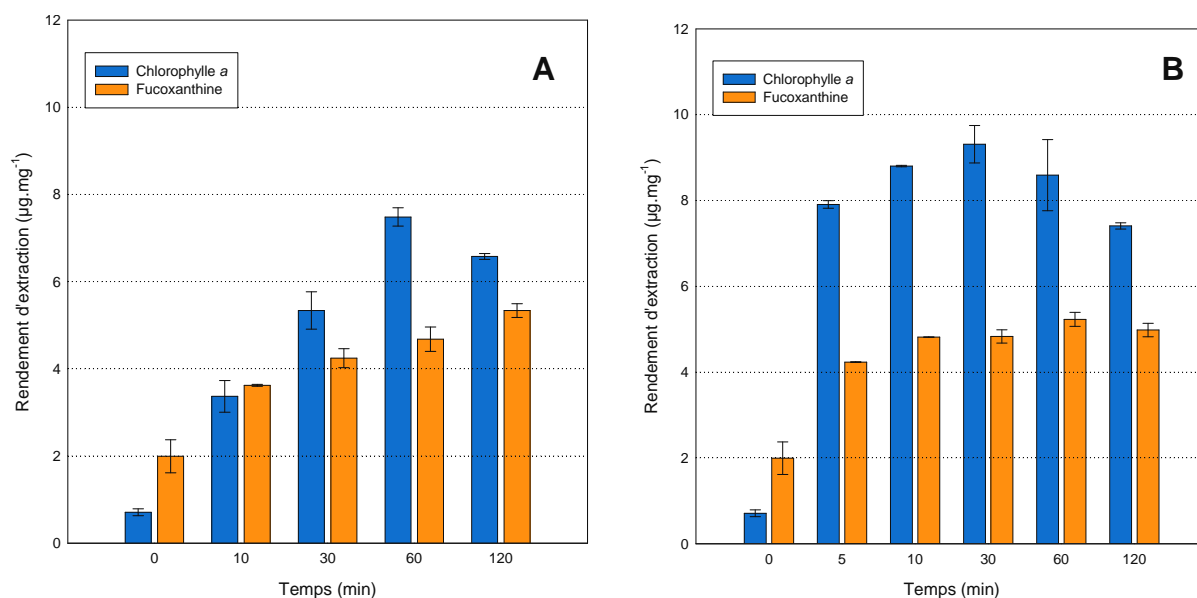 A
Chlorophylle a
Fucoxanthine
Rendement d'extraction (µg.mg⁻¹)
12
10
8
6
4
2
0
0 10 30 60 120
Temps (min)
B
Chlorophylle a
Fucoxanthine
Rendement d'extraction (µg.mg⁻¹)
12
10
8
6
4
2
0
0 5 10 30 60 120
Temps (min)